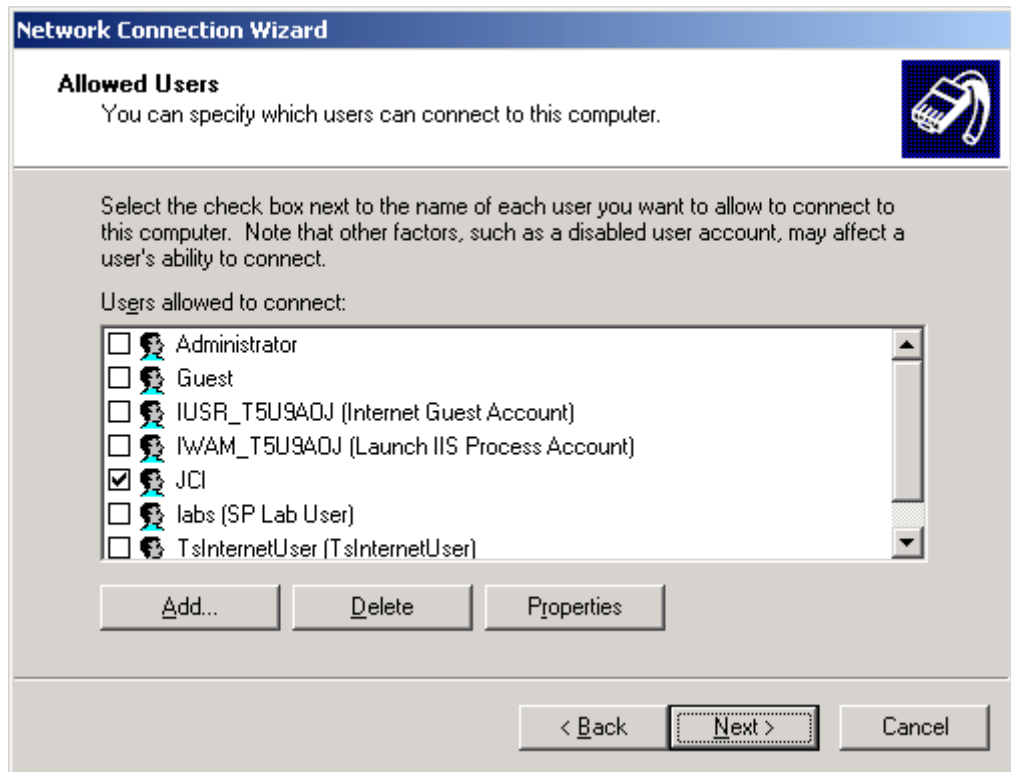 Network Connection Wizard
Allowed Users
You can specify which users can connect to this computer.
Select the check box next to the name of each user you want to allow to connect to
this computer.  Note that other factors, such as a disabled user account, may affect a
user's ability to connect.
Users allowed to connect:
Administrator
Guest
IUSR_T5U9A0J (Internet Guest Account)
IWAM_T5U9A0J (Launch IIS Process Account)
JCI
labs (SP Lab User)
TsInternetUser (TsInternetUser)
Add...
Delete
Properties
< Back
Next >
Cancel